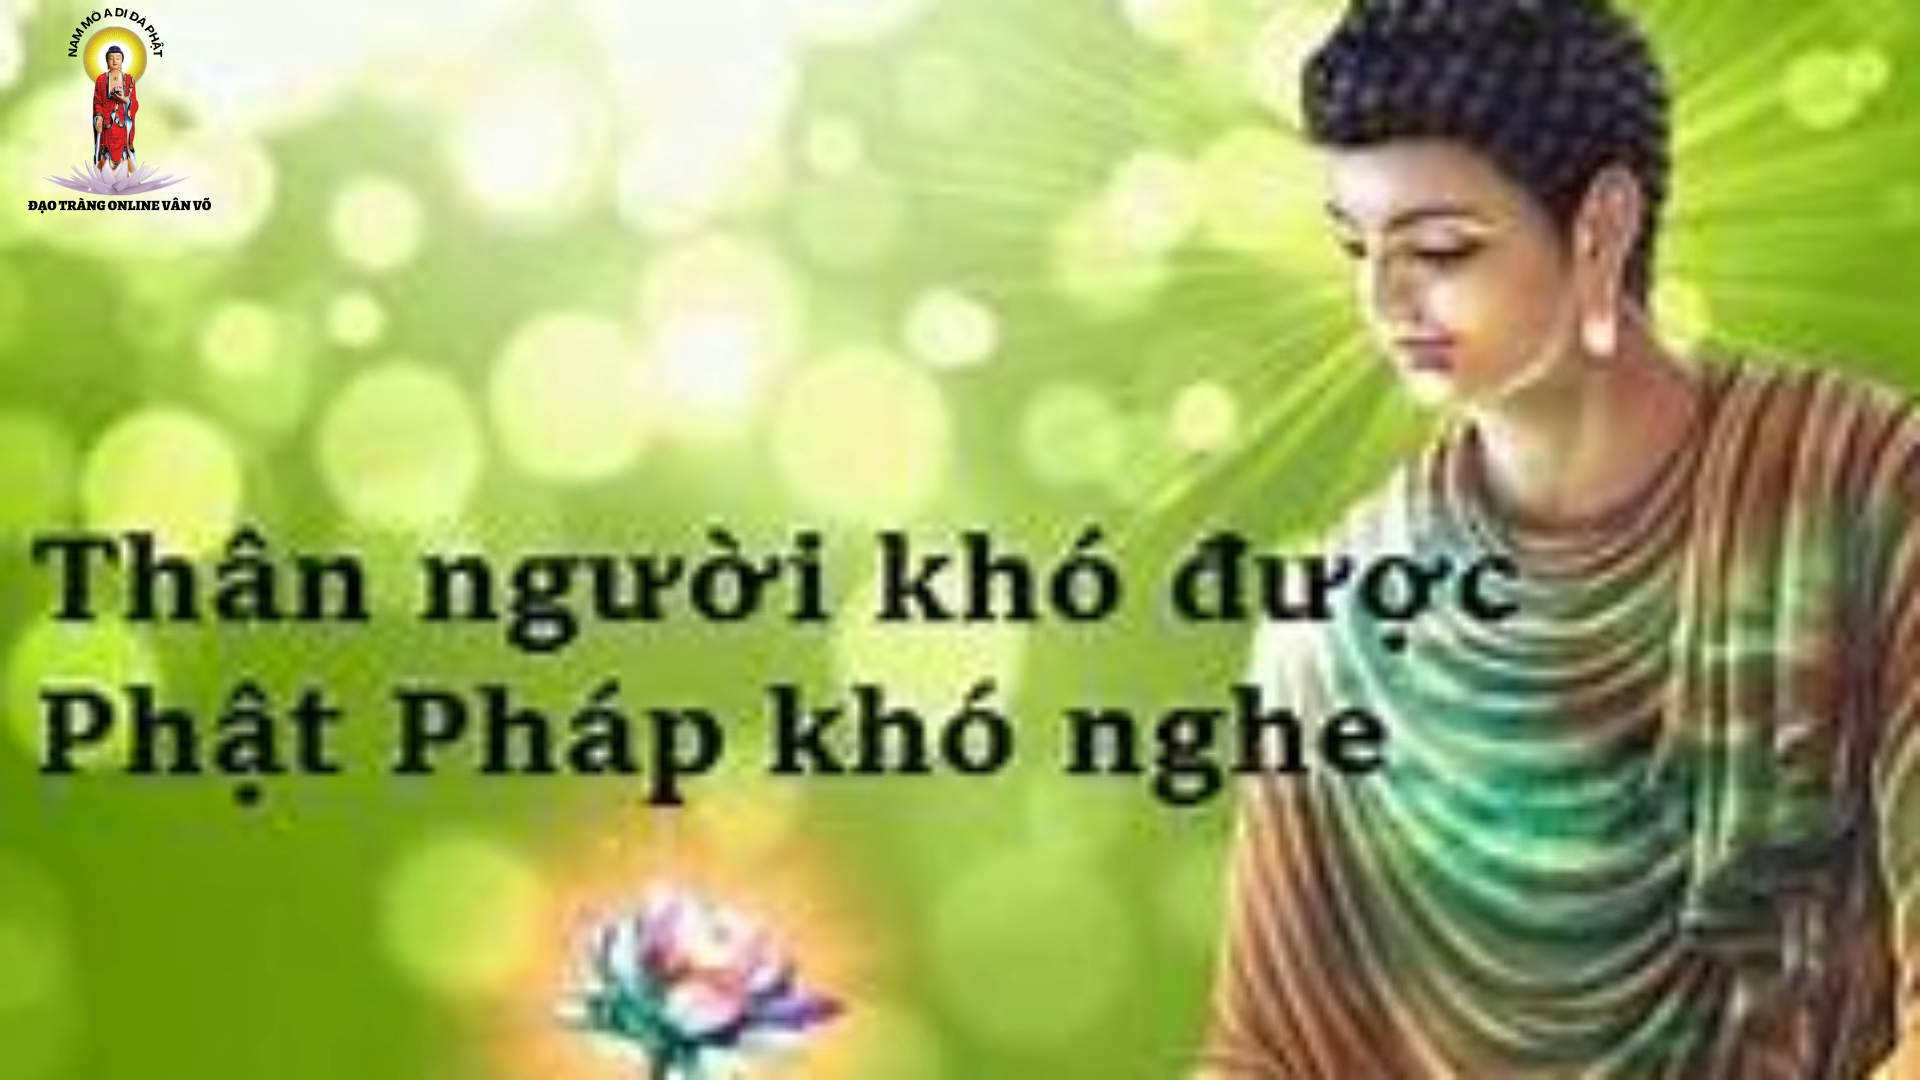 NAM MÔ A DI ĐÀ PHẬT
ĐẠO TRÀNG ONLINE VÂN VÕ
Thân người khó được
Phật Pháp khó nghe